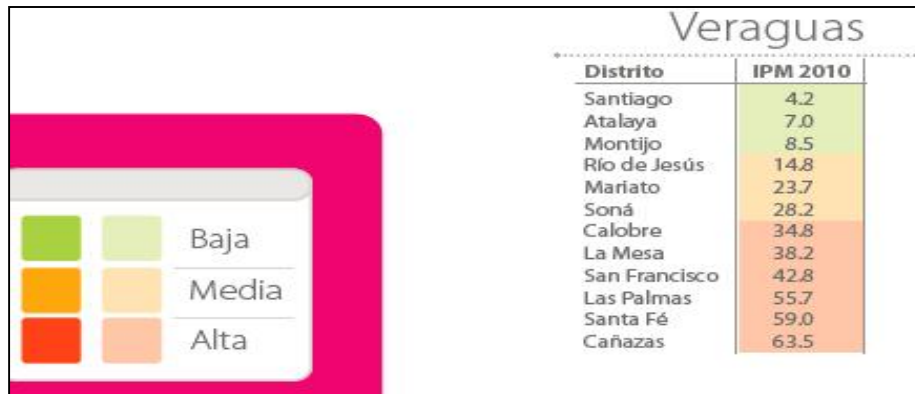 Veraguas
Distrito IPM 2010
Santiago 4.2
Atalaya 7.0
Montijo 8.5
Río de Jesús 14.8
Mariato 23.7
Soná 28.2
Calobre 34.8
La Mesa 38.2
San Francisco 42.8
Las Palmas 55.7
Santa Fé 59.0
Cañazas 63.5
Baja
Media
Alta